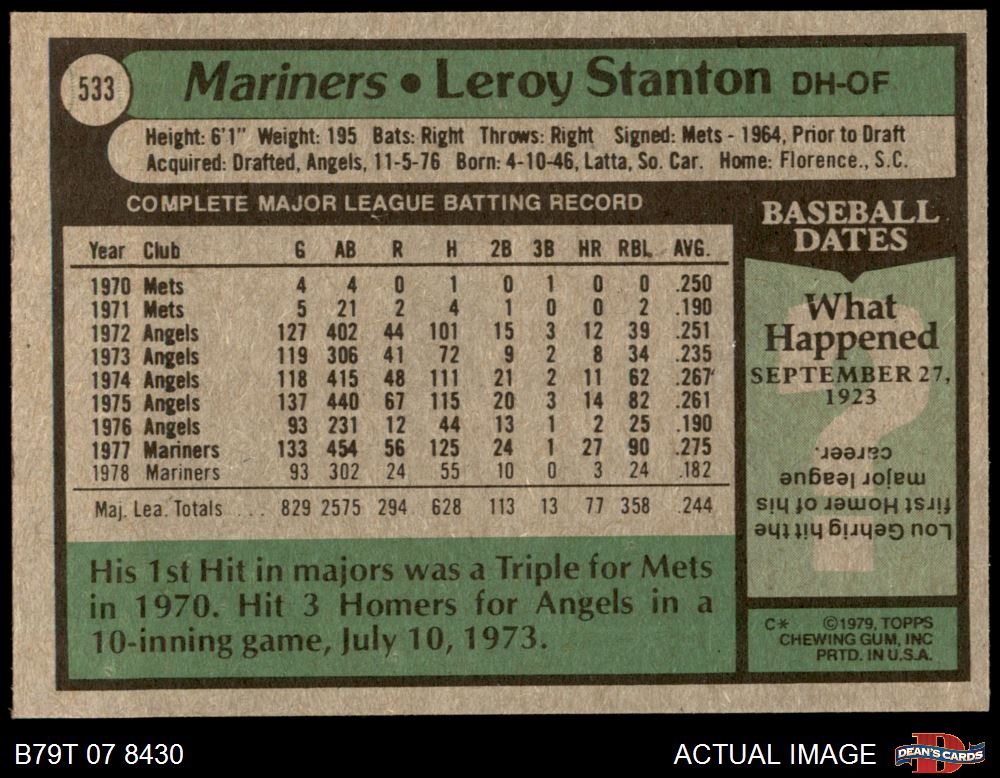 533
Mariners • Leroy Stanton DH-OF
Height: 6'1" Weight: 195 Bats: Right Throws: Right Signed: Mets - 1964, Prior to Draft
Acquired: Drafted, Angels, 11-5-76 Born: 4-10-46, Latta, So. Car. Home: Florence., S.C.
COMPLETE MAJOR LEAGUE BATTING RECORD
Year Club G AB R H 2B 3B HR RBI. AVG.
1970 Mets 4 4 0 1 0 1 0 0 .250
1971 Mets 5 21 2 4 1 0 0 2 .190
1972 Angels 127 402 44 101 15 3 12 39 .251
1973 Angels 119 306 41 72 9 2 8 34 .235
1974 Angels 118 415 48 111 21 2 11 62 .267
1975 Angels 137 440 67 115 20 3 14 82 .261
1976 Angels 93 231 12 44 13 1 2 25 .190
1977 Mariners 133 454 56 125 24 1 27 90 .275
1978 Mariners 93 302 24 55 10 0 3 24 .182
Maj. Lea. Totals ... 829 2575 294 628 113 13 77 358 .244
His 1st Hit in majors was a Triple for Mets
in 1970. Hit 3 Homers for Angels in a
10-inning game, July 10, 1973.
BASEBALL
DATES
What
Happened
SEPTEMBER 27,
1923
?
Lou Gehrig hit the
first Homer of his
major league
career.
C* ©1979, TOPPS
CHEWING GUM, INC
PRTD. IN U.S.A.
B79T 07 8430
ACTUAL IMAGE
D
DEAN'S CARDS